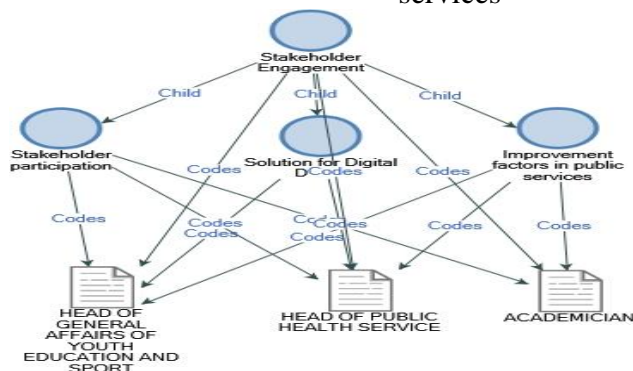 services
Stakeholder
Engagement
Child
Child
Child
Stakeholder
participation
Solution for Digital
D
Improvement
factors in public
services
Codes
Codes
Codes
Codes
Codes
Codes
Codes
Codes
Codes
Codes
HEAD OF
GENERAL
AFFAIRS OF
YOUTH
EDUCATION AND
SPORT
HEAD OF PUBLIC
HEALTH SERVICE
ACADEMICIAN